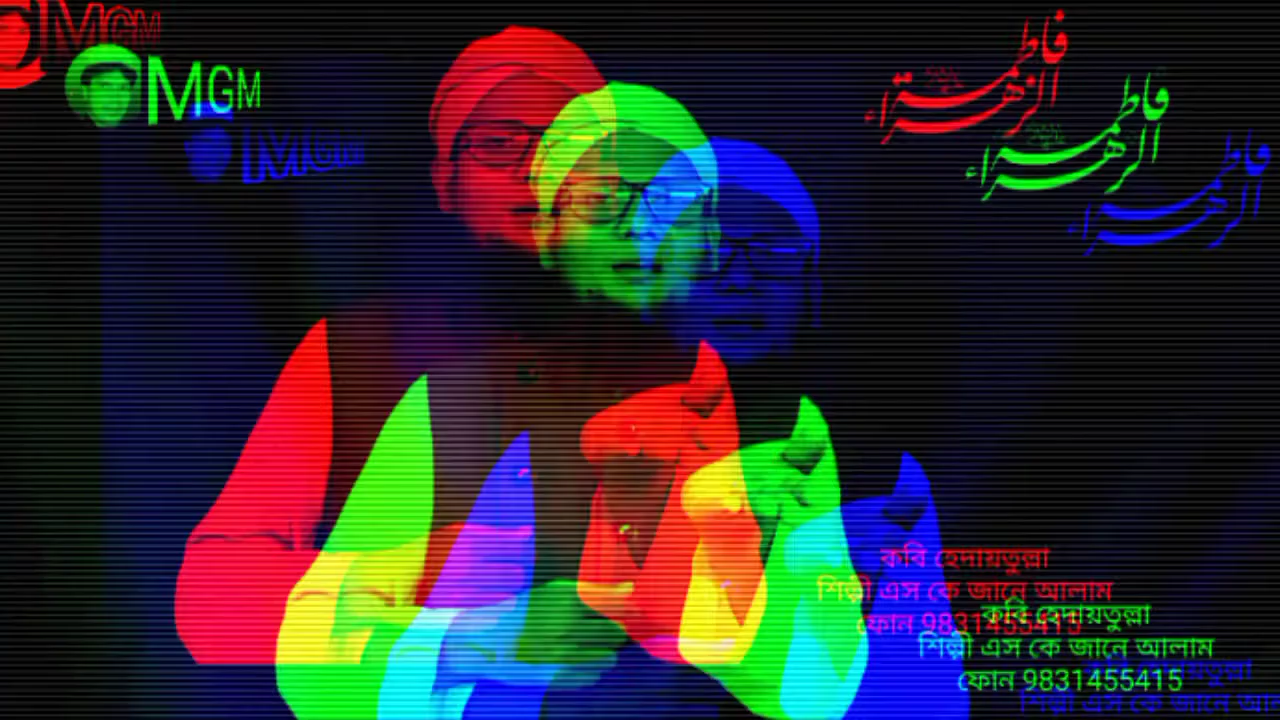 MGM
فاطمة
الزهراء
কবি হেদায়তুল্লা
শিল্পী এস কে জানে আলাম
ফোন 9831455415